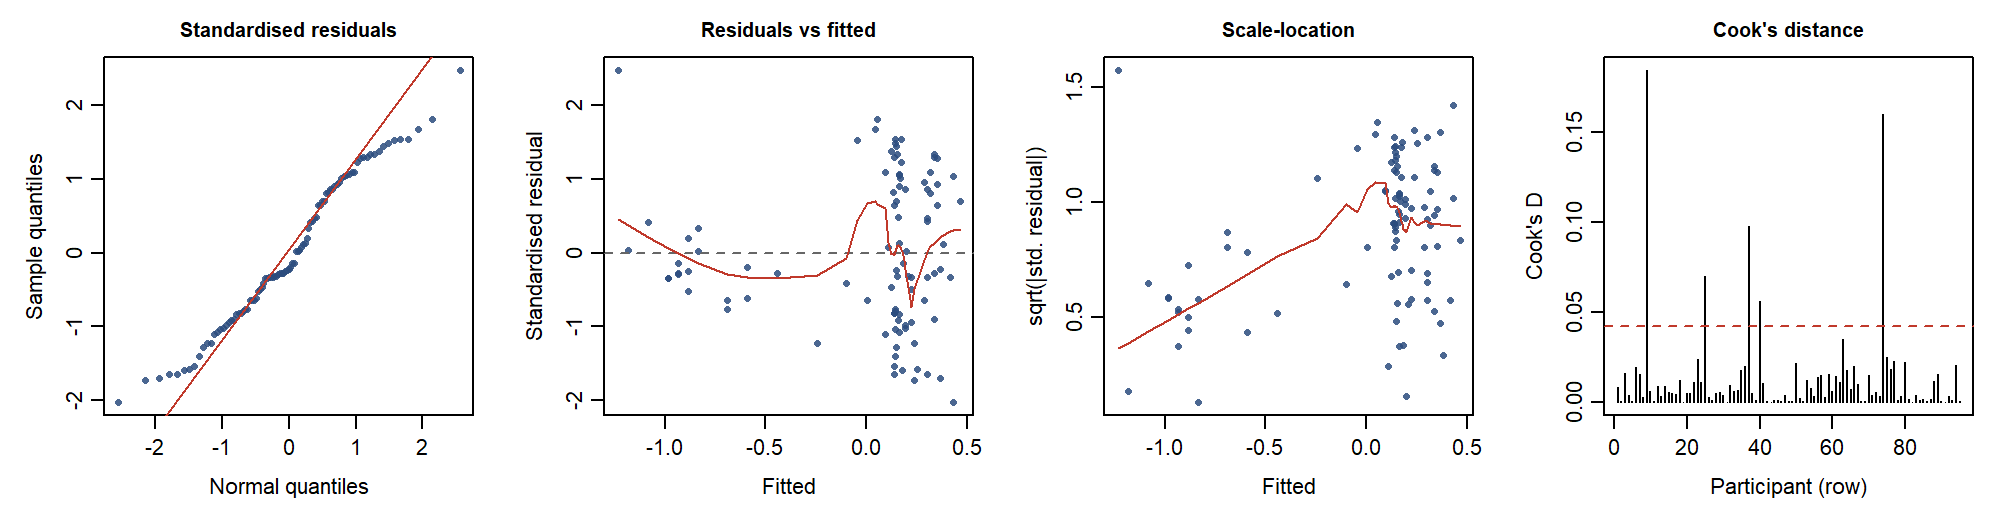 Standardised residuals
2
1
0
-1
-2
Sample quantiles
-2 -1 0 1 2
Normal quantiles
Residuals vs fitted
2
1
0
-1
-2
Standardised residual
-1.0 -0.5 0.0 0.5
Fitted
Scale-location
1.5
1.0
0.5
sqrt(|std. residual|)
-1.0 -0.5 0.0 0.5
Fitted
Cook's distance
0.15
0.10
0.05
0.00
Cook's D
0 20 40 60 80
Participant (row)